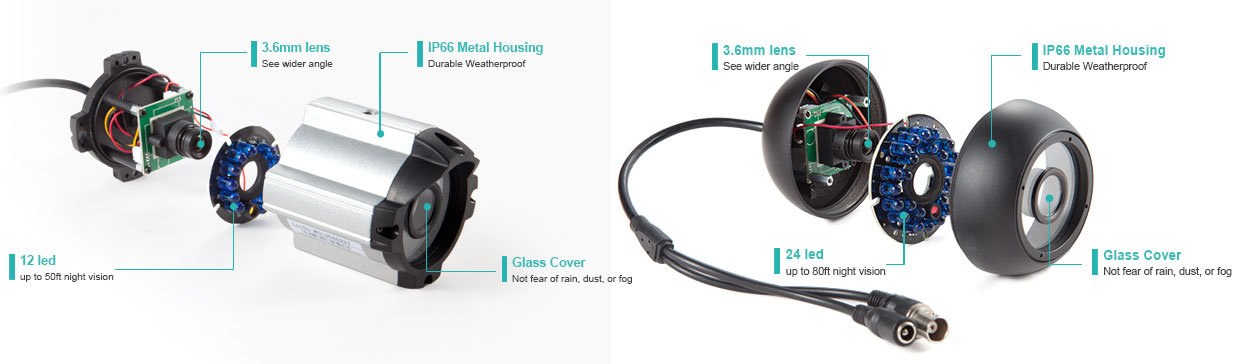 3.6mm lens
See wider angle
IP66 Metal Housing
Durable Weatherproof
12 led
up to 50ft night vision
Glass Cover
Not fear of rain, dust, or fog
3.6mm lens
See wider angle
IP66 Metal Housing
Durable Weatherproof
24 led
up to 80ft night vision
Glass Cover
Not fear of rain, dust, or fog